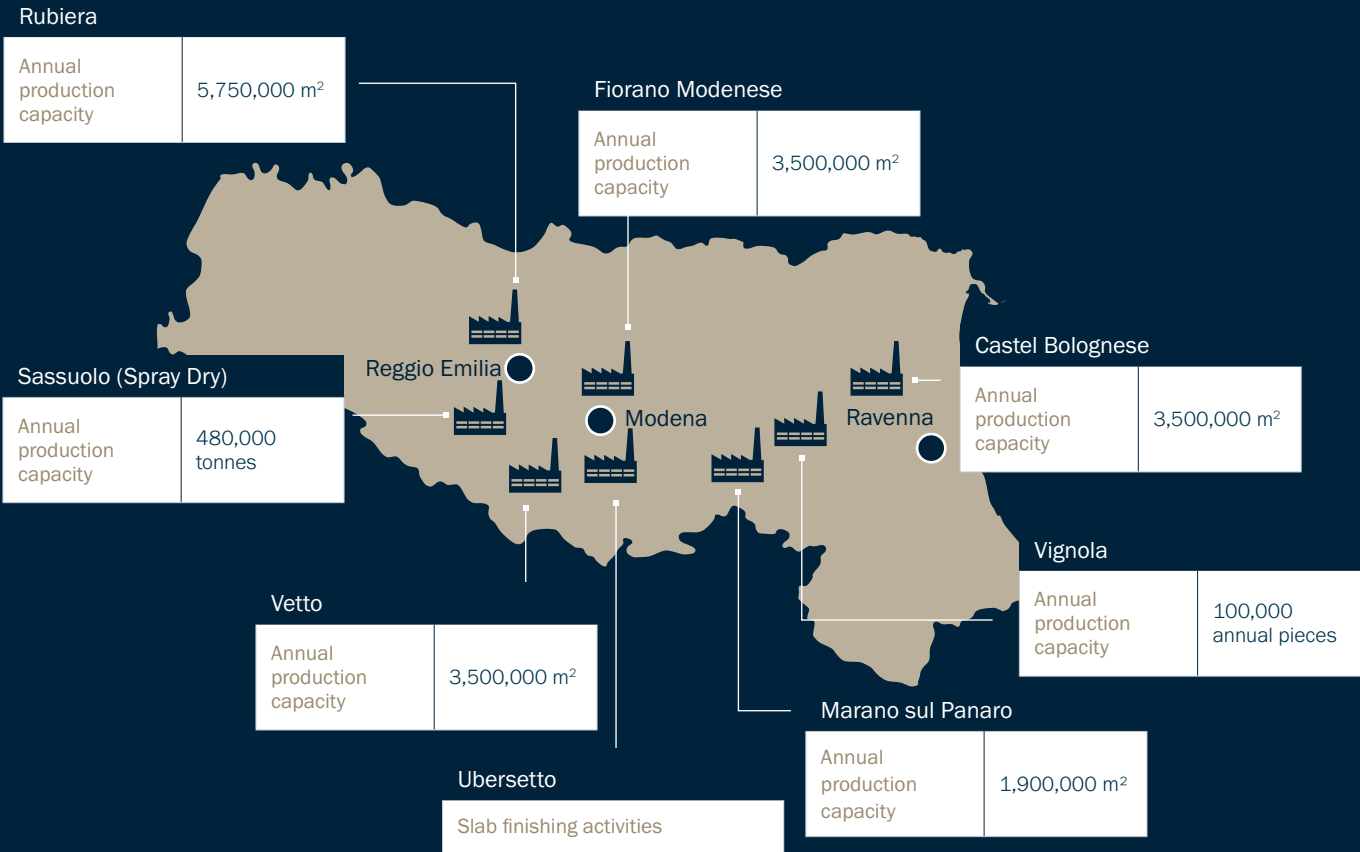 Rubiera
Annual
production
capacity
5,750,000 m²
Fiorano Modenese
Annual
production
capacity
3,500,000 m²
Castel Bolognese
Annual
production
capacity
3,500,000 m²
Reggio Emilia
Sassuolo (Spray Dry)
Annual
production
capacity
480,000
tonnes
Modena
Ravenna
Vignola
Annual
production
capacity
100,000
annual pieces
Vetto
Annual
production
capacity
3,500,000 m²
Marano sul Panaro
Annual
production
capacity
1,900,000 m²
Ubersetto
Slab finishing activities